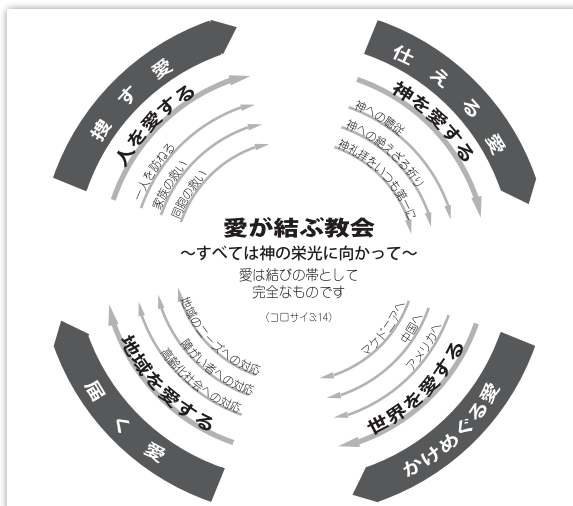 捜す愛
人を愛する
一人を訪ねる
家族の救い
同胞の救い
仕える愛
神を愛する
神への聴従
神への絶えざる祈り
神礼拝をいつも第一に
愛が結ぶ教会
～すべては神の栄光に向かって～
愛は結びの帯として
完全なものです
（コロサイ3:14）
地域のニーズへの対応
障がい者への対応
高齢化社会への対応
地域を愛する
届く愛
マケドニアへ
中国へ
アメリカへ
世界を愛する
かけめぐる愛